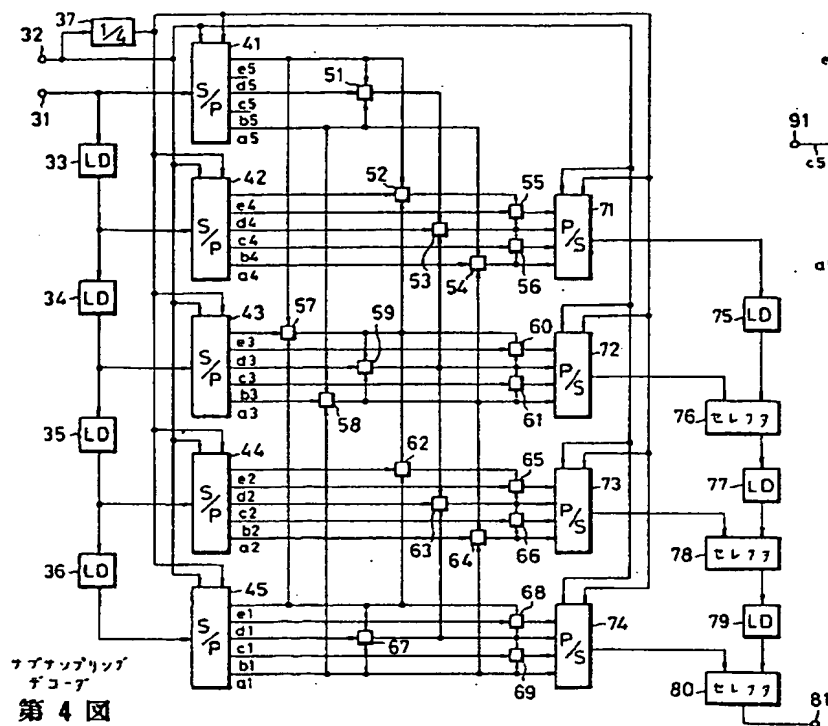 37
32
1/4
41
e5
d5
c5
b5
a5
S/P
51
31
91
c5
e
a
LD
33
42
e4
d4
c4
b4
a4
S/P
52
53
54
55
56
71
P/S
LD
34
43
e3
d3
c3
b3
a3
S/P
57
59
58
60
61
72
P/S
75
LD
76
セレクタ
LD
35
44
e2
d2
c2
b2
a2
S/P
62
63
64
65
66
73
P/S
77
LD
78
セレクタ
LD
36
45
e1
d1
c1
b1
a1
S/P
67
68
69
74
P/S
79
LD
80
セレクタ
81
サブサンプリング
デコーダ
第4図